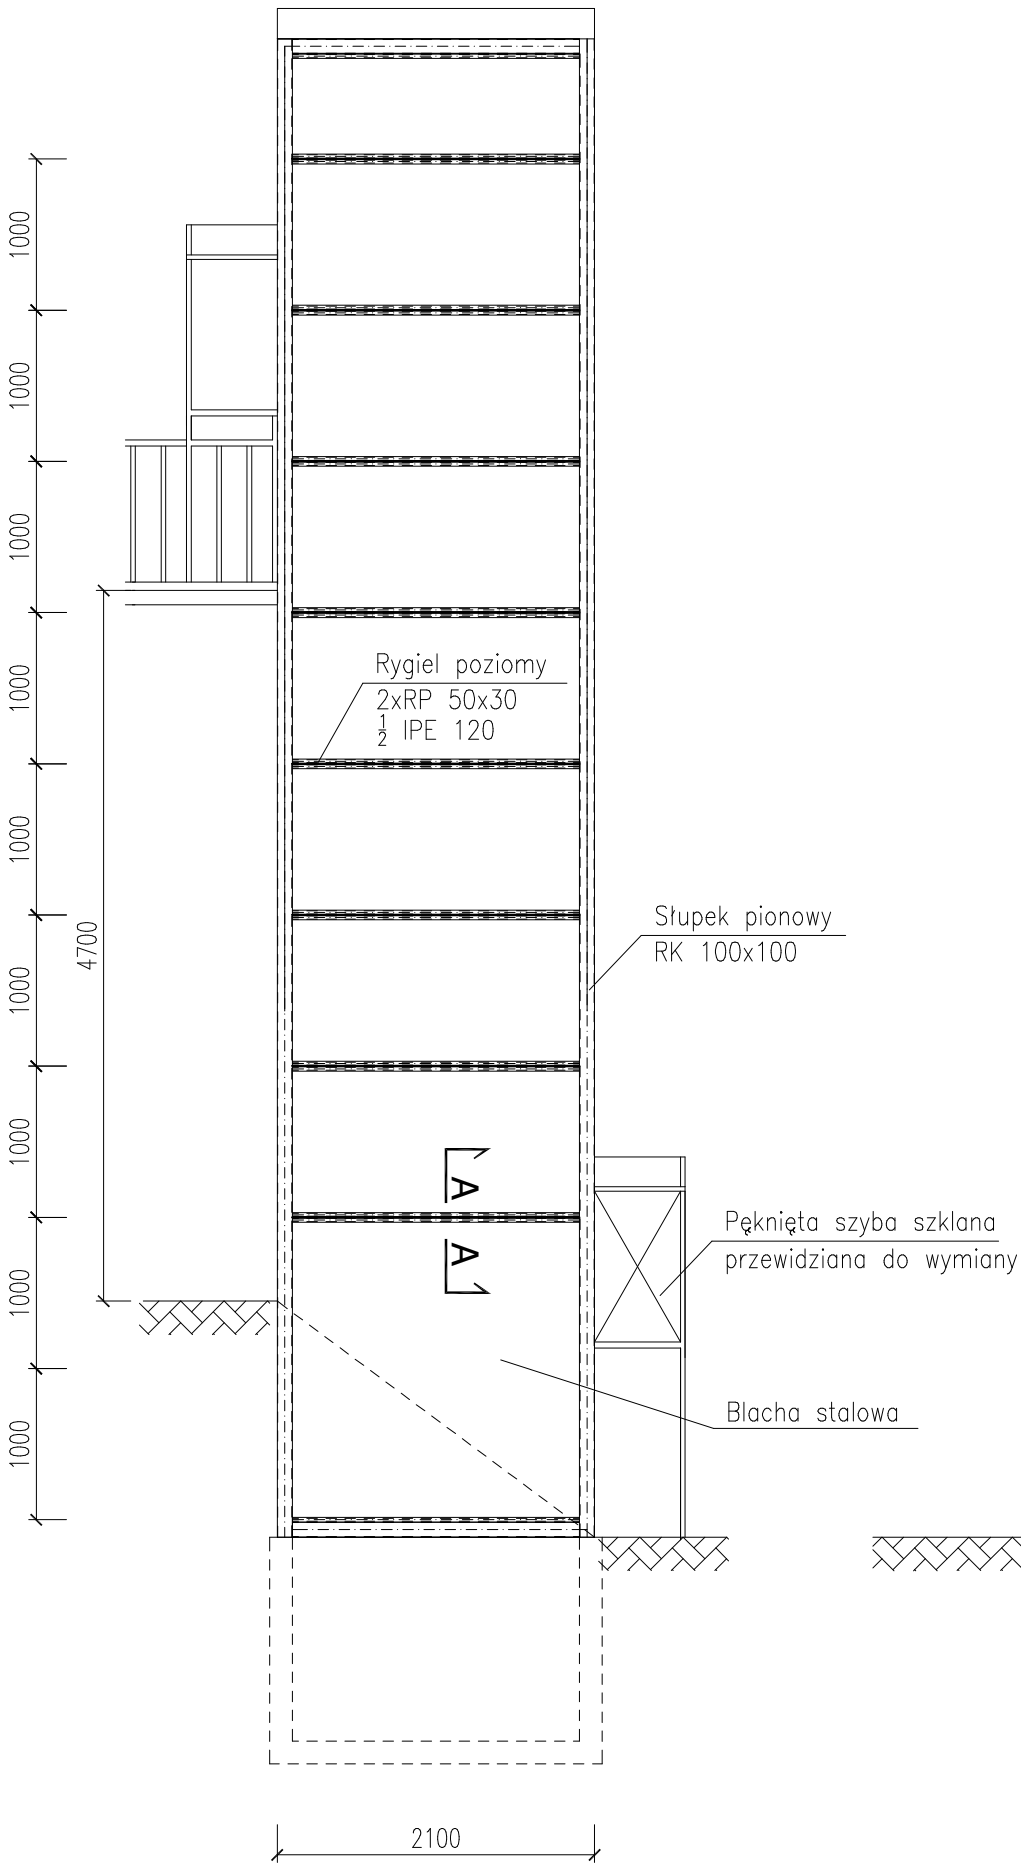 1000
1000
1000
1000
1000
1000
1000
1000
1000
4700
Rygiel poziomy
2xRP 50x30
½ IPE 120
Słupek pionowy
RK 100x100
A
A
Pęknięta szyba szklana
przewidziana do wymiany
Blacha stalowa
2100